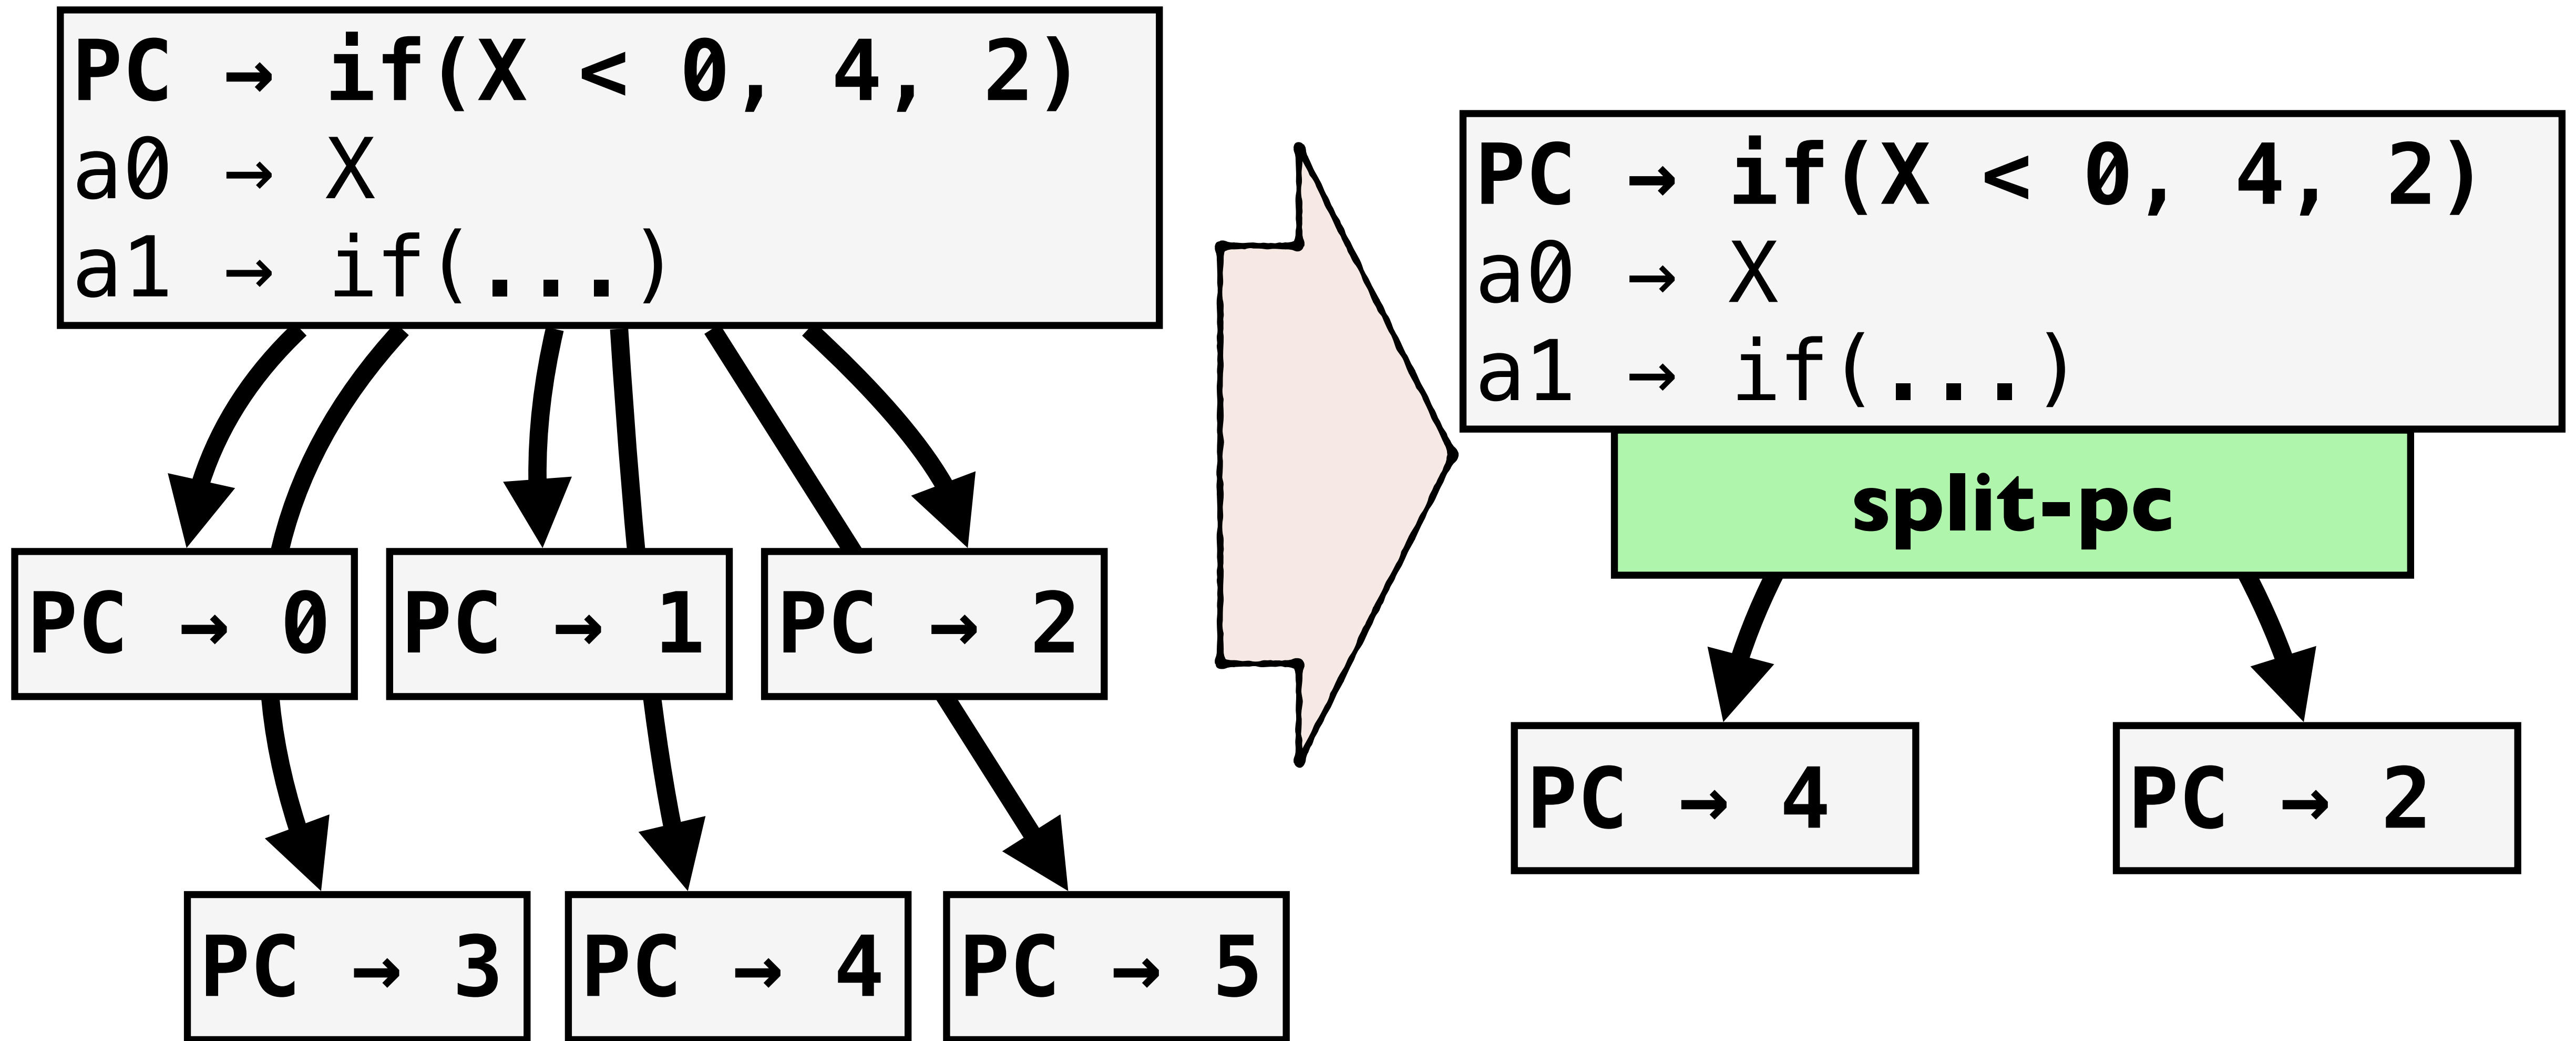 PC → if(X < 0, 4, 2)
a0 → X
a1 → if(...)
PC → 0
PC → 1
PC → 2
PC → 3
PC → 4
PC → 5
PC → if(X < 0, 4, 2)
a0 → X
a1 → if(...)
split-pc
PC → 4
PC → 2